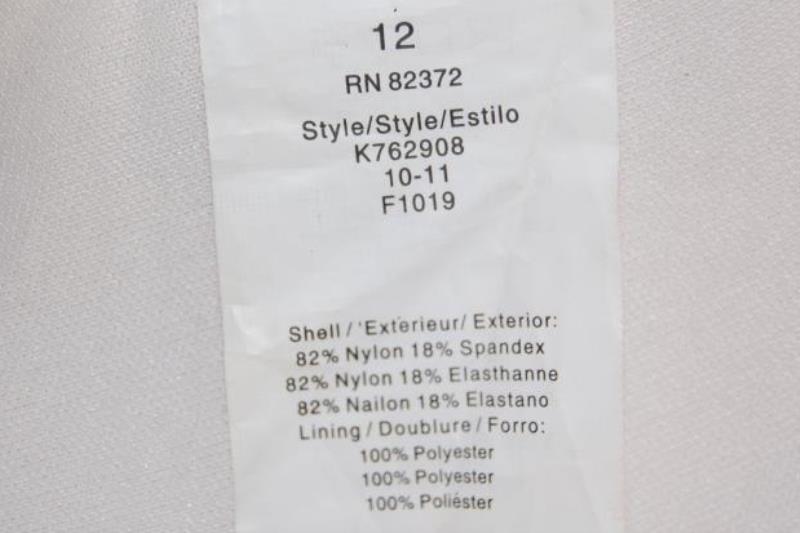 12
RN 82372
Style/Style/Estilo
K762908
10-11
F1019
Shell / 'Exterieur/ Exterior:
82% Nylon 18% Spandex
82% Nylon 18% Elasthanne
82% Nailon 18% Elastano
Lining / Doublure / Forro:
100% Polyester
100% Polyester
100% Poliéster